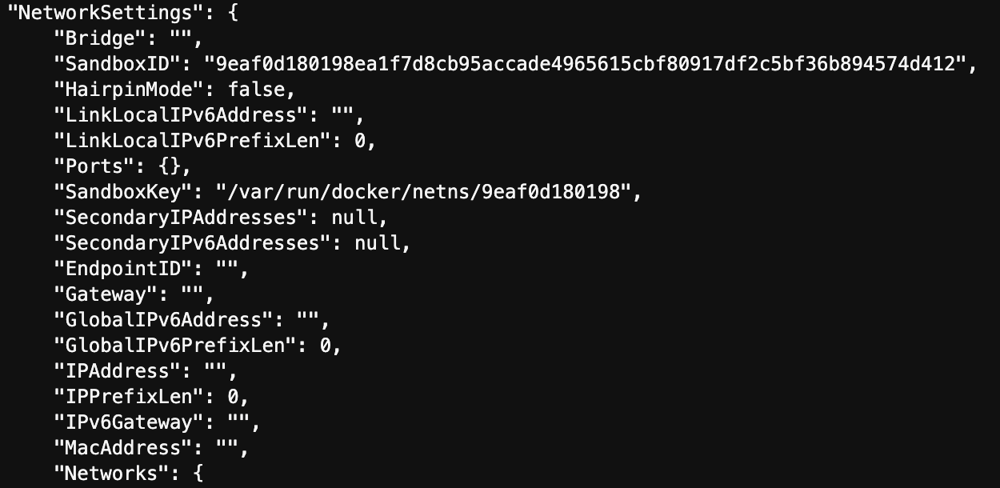 "NetworkSettings": {
"Bridge": "",
"SandboxID": "9eaf0d180198ea1f7d8cb95accade4965615cbf80917df2c5bf36b894574d412",
"HairpinMode": false,
"LinkLocalIPv6Address": "",
"LinkLocalIPv6PrefixLen": 0,
"Ports": {},
"SandboxKey": "/var/run/docker/netns/9eaf0d180198",
"SecondaryIPAddresses": null,
"SecondaryIPv6Addresses": null,
"EndpointID": "",
"Gateway": "",
"GlobalIPv6Address": "",
"GlobalIPv6PrefixLen": 0,
"IPAddress": "",
"IPPrefixLen": 0,
"IPv6Gateway": "",
"MacAddress": "",
"Networks": {